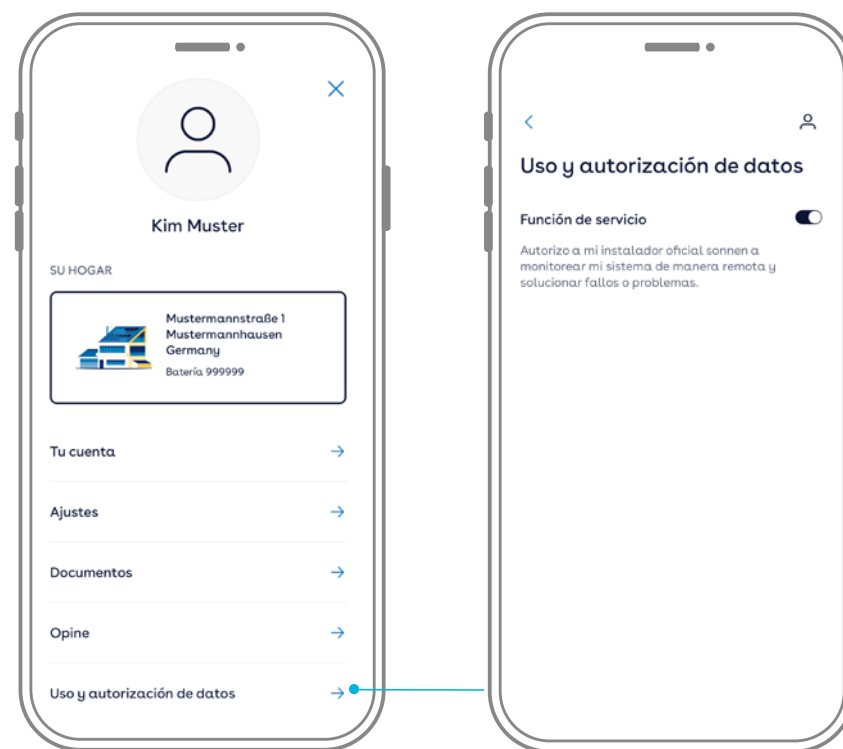 Kim Muster
SU HOGAR
Mustermannstraße 1
Mustermannhausen
Germany
Batería 999999
Tu cuenta
Ajustes
Documentos
Opine
Uso y autorización de datos
Uso y autorización de datos
Función de servicio
Autorizo a mi instalador oficial sonnen a
monitorear mi sistema de manera remota y
solucionar fallos o problemas.